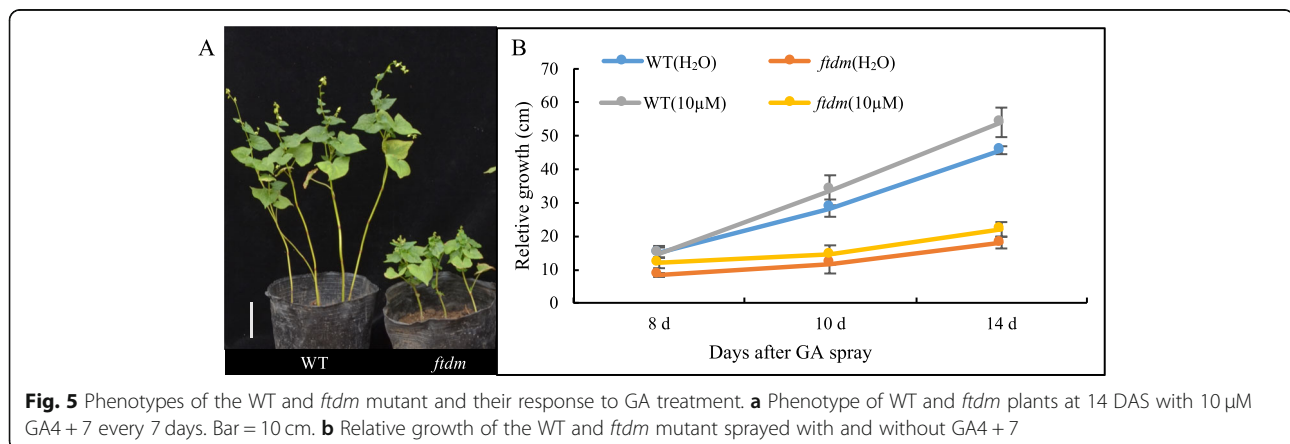 A
WT
ftdm
B
WT(H₂O)
ftdm(H₂O)
WT(10μM)
ftdm(10μM)
70
60
50
40
30
20
10
0
Reletive growth (cm)
8 d
10 d
14 d
Days after GA spray
Fig. 5 Phenotypes of the WT and ftdm mutant and their response to GA treatment. a Phenotype of WT and ftdm plants at 14 DAS with 10 μM
GA4 + 7 every 7 days. Bar = 10 cm. b Relative growth of the WT and ftdm mutant sprayed with and without GA4 + 7